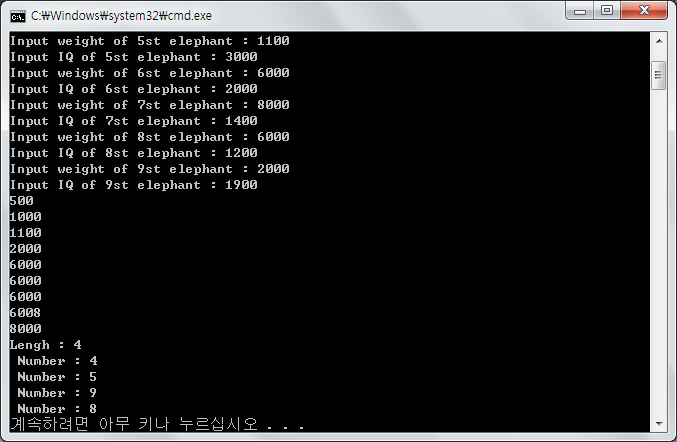 C:₩Windows₩system32₩cmd.exe
Input weight of 5st elephant : 1100
Input IQ of 5st elephant : 3000
Input weight of 6st elephant : 6000
Input IQ of 6st elephant : 2000
Input weight of 7st elephant : 8000
Input IQ of 7st elephant : 1400
Input weight of 8st elephant : 6000
Input IQ of 8st elephant : 1200
Input weight of 9st elephant : 2000
Input IQ of 9st elephant : 1900
500
1000
1100
2000
6000
6000
6000
6008
8000
Lengh : 4
Number : 4
Number : 5
Number : 9
Number : 8
계속하려면 아무 키나 누르십시오 . . .